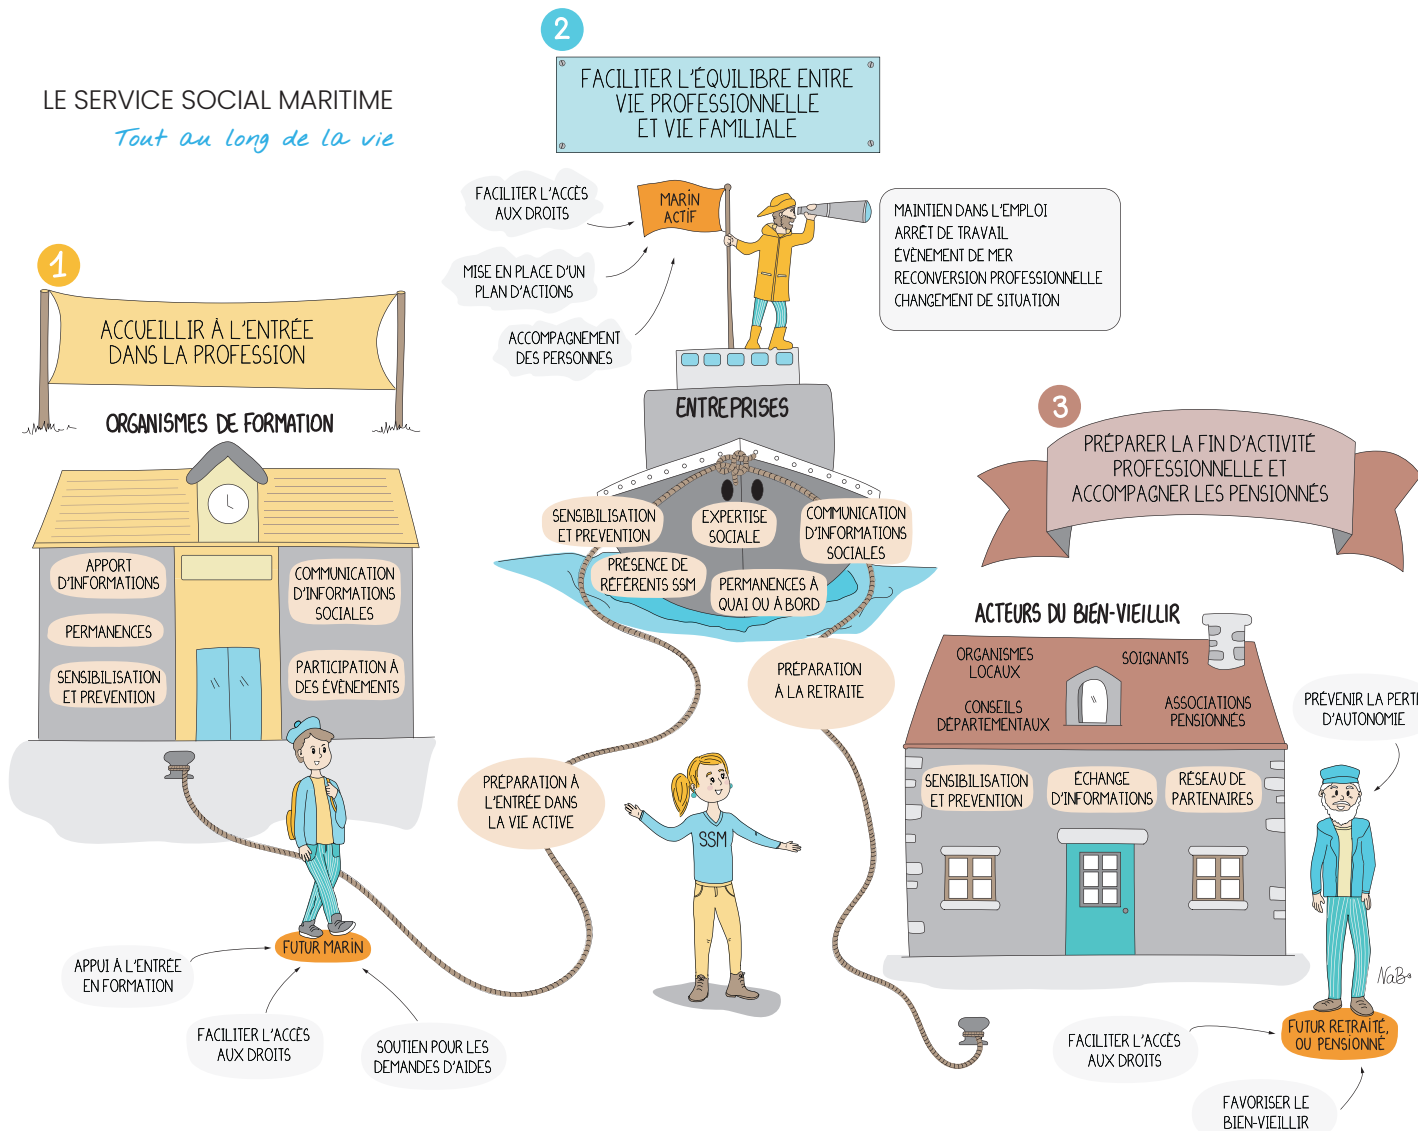 LE SERVICE SOCIAL MARITIME
Tout au long de la vie
1
ACCUEILLIR À L'ENTRÉE
DANS LA PROFESSION
ORGANISMES DE FORMATION
APPORT
D'INFORMATIONS
PERMANENCES
SENSIBILISATION
ET PREVENTION
COMMUNICATION
D'INFORMATIONS
SOCIALES
PARTICIPATION À
DES ÉVÈNEMENTS
FUTUR MARIN
APPUI À L'ENTRÉE
EN FORMATION
FACILITER L'ACCÈS
AUX DROITS
SOUTIEN POUR LES
DEMANDES D'AIDES
PRÉPARATION À
L'ENTRÉE DANS
LA VIE ACTIVE
2
FACILITER L'ÉQUILIBRE ENTRE
VIE PROFESSIONNELLE
ET VIE FAMILIALE
FACILITER L'ACCÈS
AUX DROITS
MISE EN PLACE D'UN
PLAN D'ACTIONS
ACCOMPAGNEMENT
DES PERSONNES
MARIN
ACTIF
MAINTIEN DANS L'EMPLOI
ARRÊT DE TRAVAIL
ÉVÈNEMENT DE MER
RECONVERSION PROFESSIONNELLE
CHANGEMENT DE SITUATION
ENTREPRISES
SENSIBILISATION
ET PREVENTION
EXPERTISE
SOCIALE
COMMUNICATION
D'INFORMATIONS
SOCIALES
PRÉSENCE DE
RÉFÉRENTS SSM
PERMANENCES À
QUAI OU À BORD
PRÉPARATION
À LA RETRAITE
SSM
3
PRÉPARER LA FIN D'ACTIVITÉ
PROFESSIONNELLE ET
ACCOMPAGNER LES PENSIONNÉS
ACTEURS DU BIEN-VIEILLIR
ORGANISMES
LOCAUX
SOIGNANTS
CONSEILS
DÉPARTEMENTAUX
ASSOCIATIONS
PENSIONNÉS
SENSIBILISATION
ET PREVENTION
ÉCHANGE
D'INFORMATIONS
RÉSEAU DE
PARTENAIRES
PRÉVENIR LA PERTE
D'AUTONOMIE
NaB
FUTUR RETRAITÉ,
OU PENSIONNÉ
FACILITER L'ACCÈS
AUX DROITS
FAVORISER LE
BIEN-VIEILLIR